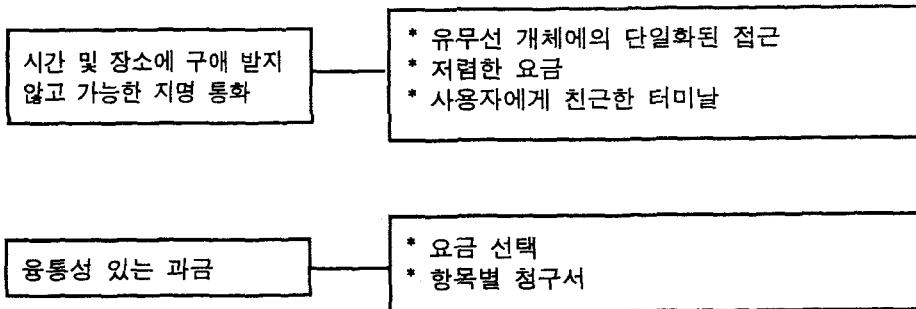 시간 및 장소에 구애 받지
않고 가능한 지명 통화
* 유무선 개체에의 단일화된 접근
* 저렴한 요금
* 사용자에게 친근한 터미날
융통성 있는 과금
* 요금 선택
* 항목별 청구서